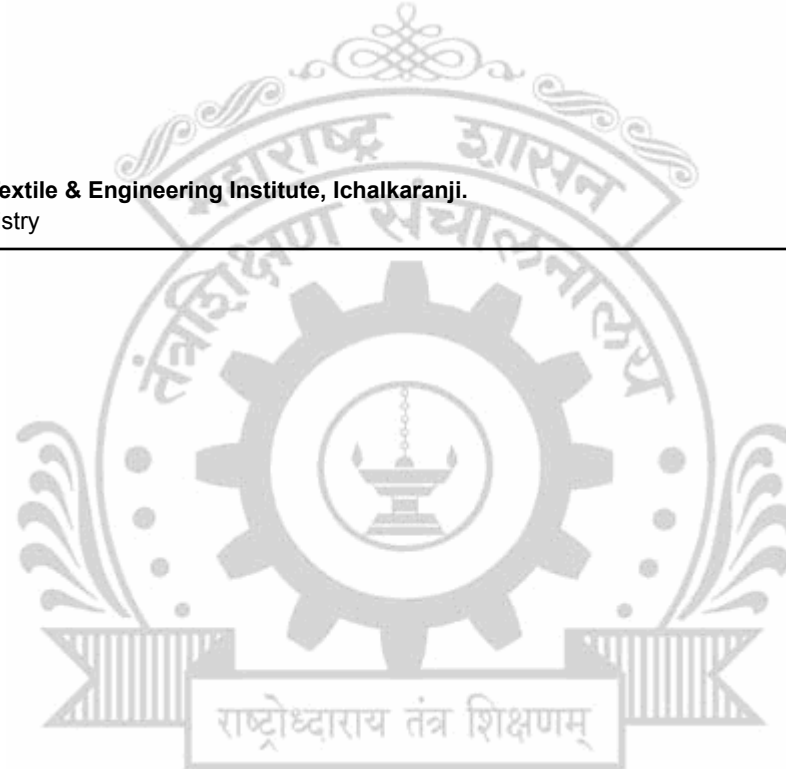 महाराष्ट्र शासन
extile & Engineering Institute, Ichalkaranji.
stry
तंत्रशिक्षण संचालनालय
राष्ट्रोध्दाराय तंत्र शिक्षणम्